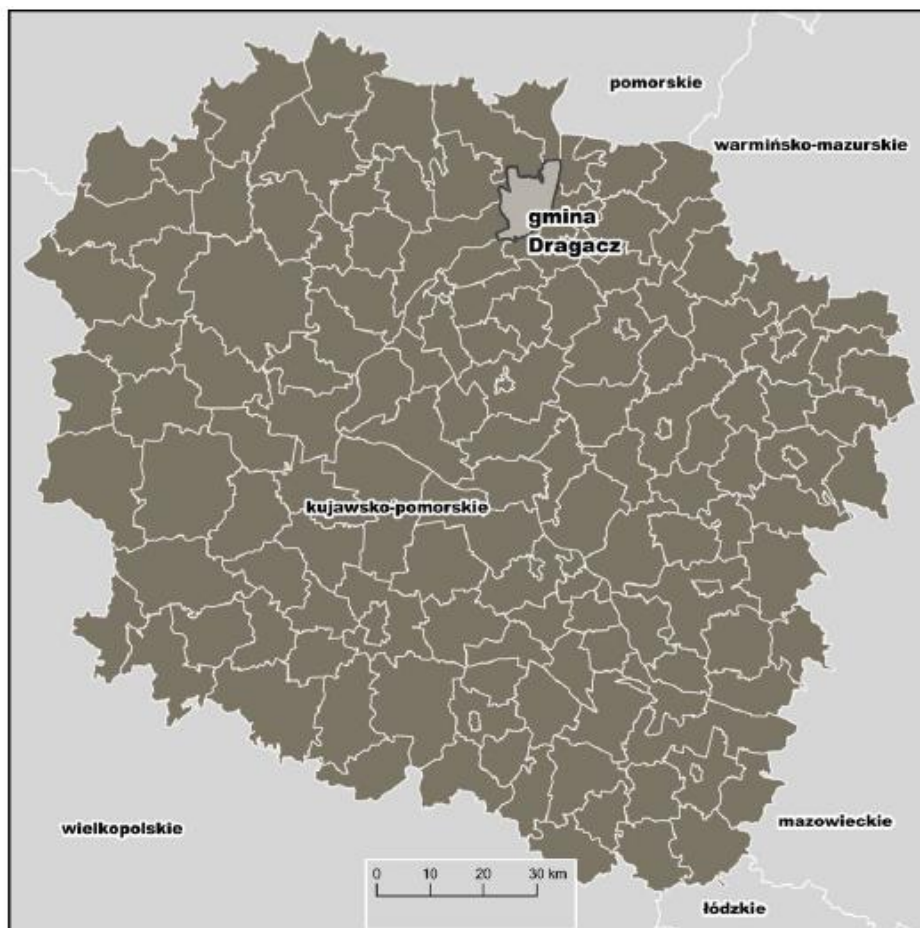 pomorskie
warmińsko-mazurskie
gmina
Dragacz
kujawsko-pomorskie
wielkopolskie
mazowieckie
0 10 20 30 km
łódzkie